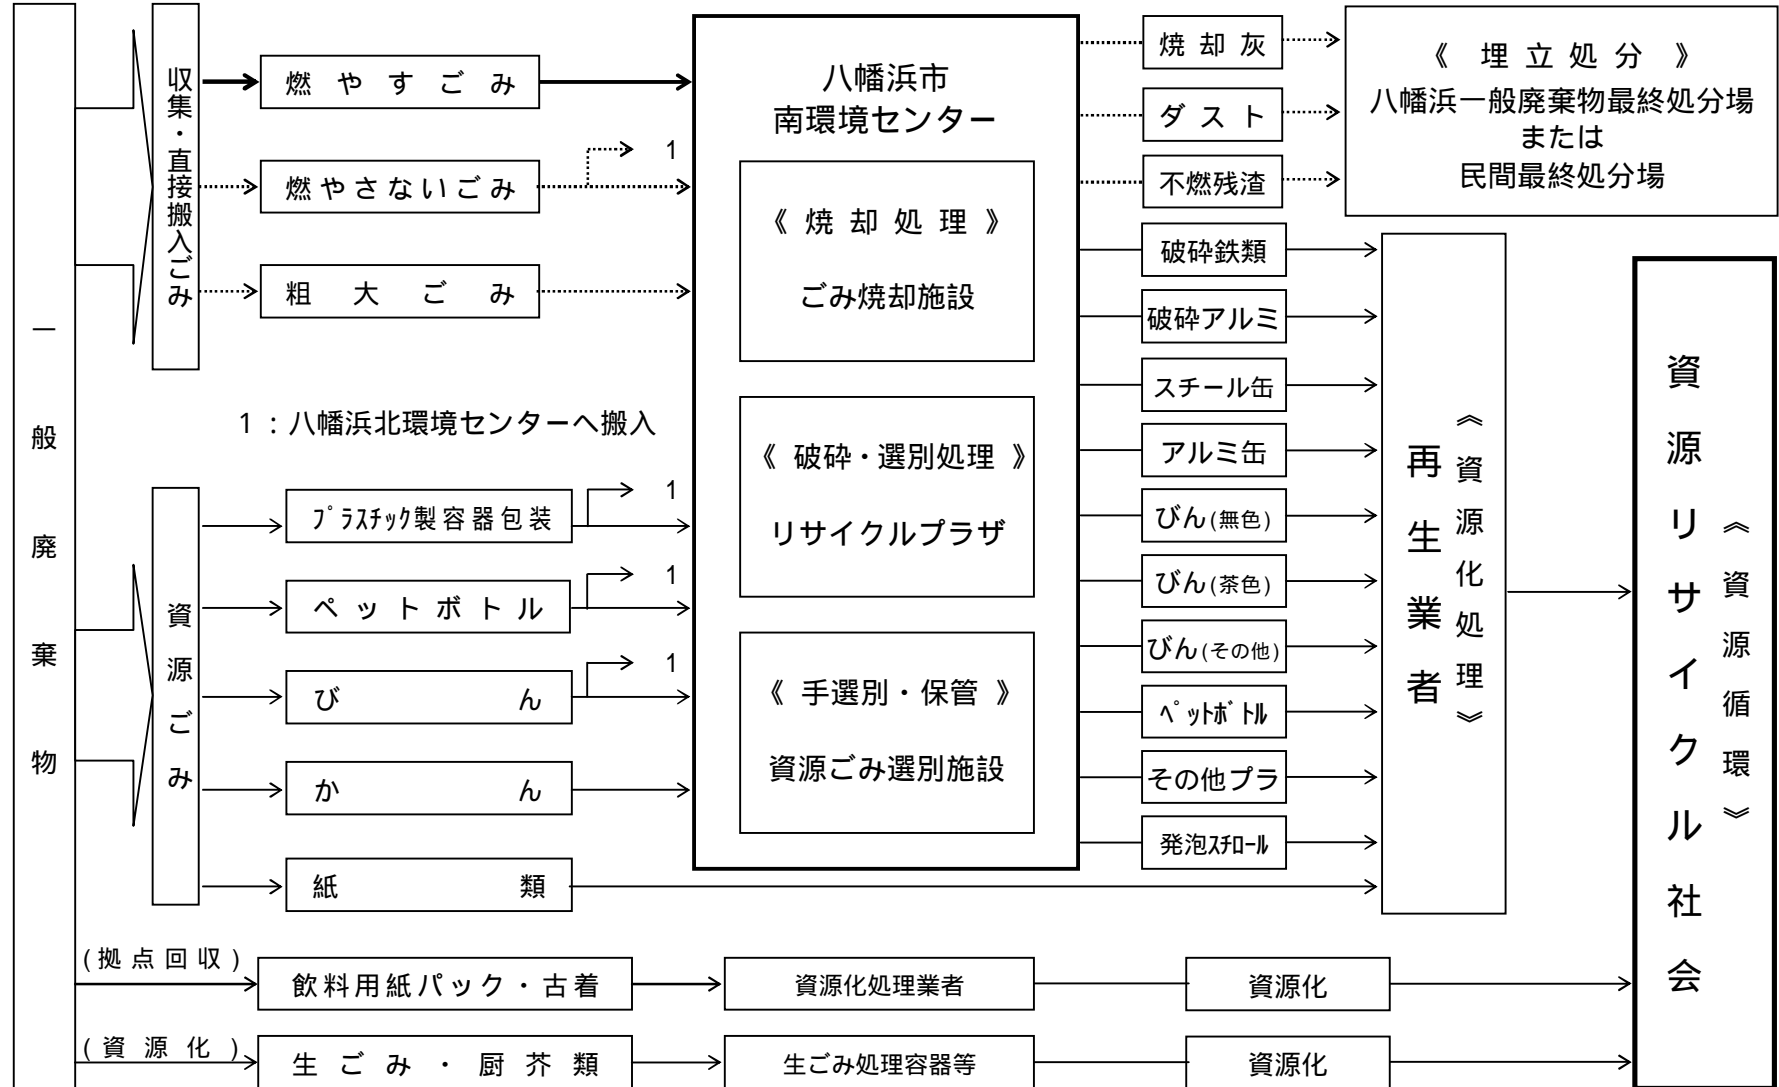 一般廃棄物
収集・直接搬入ごみ
燃やすごみ
燃やさないごみ
1
粗大ごみ
1：八幡浜北環境センターへ搬入
資源ごみ
プラスチック製容器包装
1
ペットボトル
1
びん
1
かん
紙類
八幡浜市
南環境センター
《焼却処理》
ごみ焼却施設
《破砕・選別処理》
リサイクルプラザ
《手選別・保管》
資源ごみ選別施設
焼却灰
ダスト
不燃残渣
破砕鉄類
破砕アルミ
スチール缶
アルミ缶
びん(無色)
びん(茶色)
びん(その他)
ペットボトル
その他プラ
発泡スチロール
《埋立処分》
八幡浜一般廃棄物最終処分場
または
民間最終処分場
《資源化処理》
再生業者
《資源循環》
資源リサイクル社会
(拠点回収)
飲料用紙パック・古着
資源化処理業者
資源化
(資源化)
生ごみ・厨芥類
生ごみ処理容器等
資源化